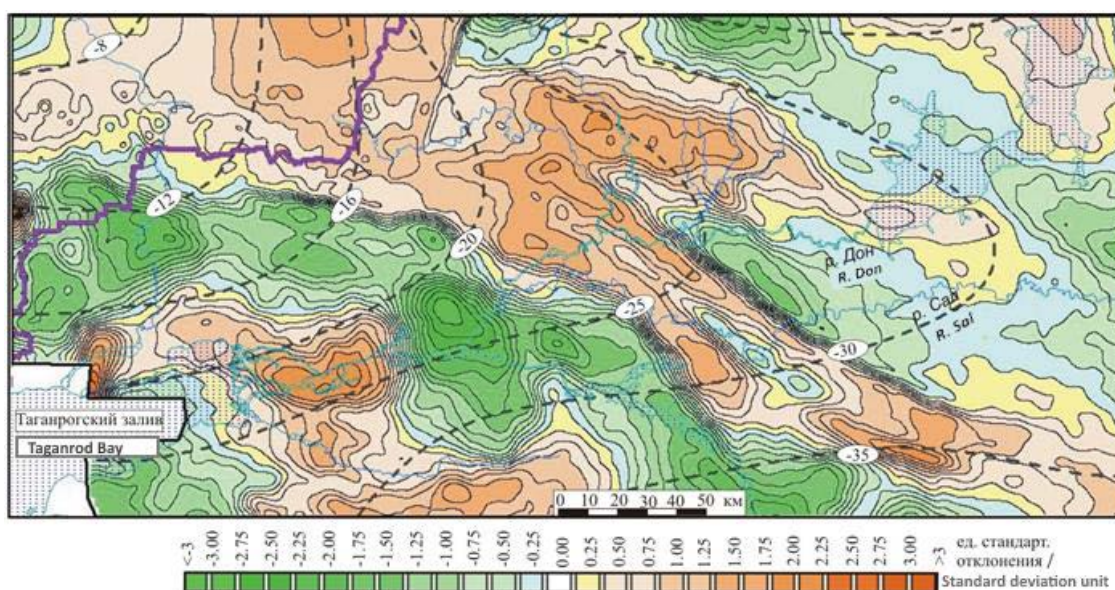 -8
-12
-16
-20
-25
-30
-35
р. Дон
R. Don
р. Сал
R. Sal
Таганрогский залив
Taganrod Bay
0 10 20 30 40 50 км
<-3 -3.00 -2.75 -2.50 -2.25 -2.00 -1.75 -1.50 -1.25 -1.00 -0.75 -0.50 -0.25 0.00 0.25 0.50 0.75 1.00 1.25 1.50 1.75 2.00 2.25 2.50 2.75 3.00 >3
ед. стандарт.
отклонения /
Standard deviation unit